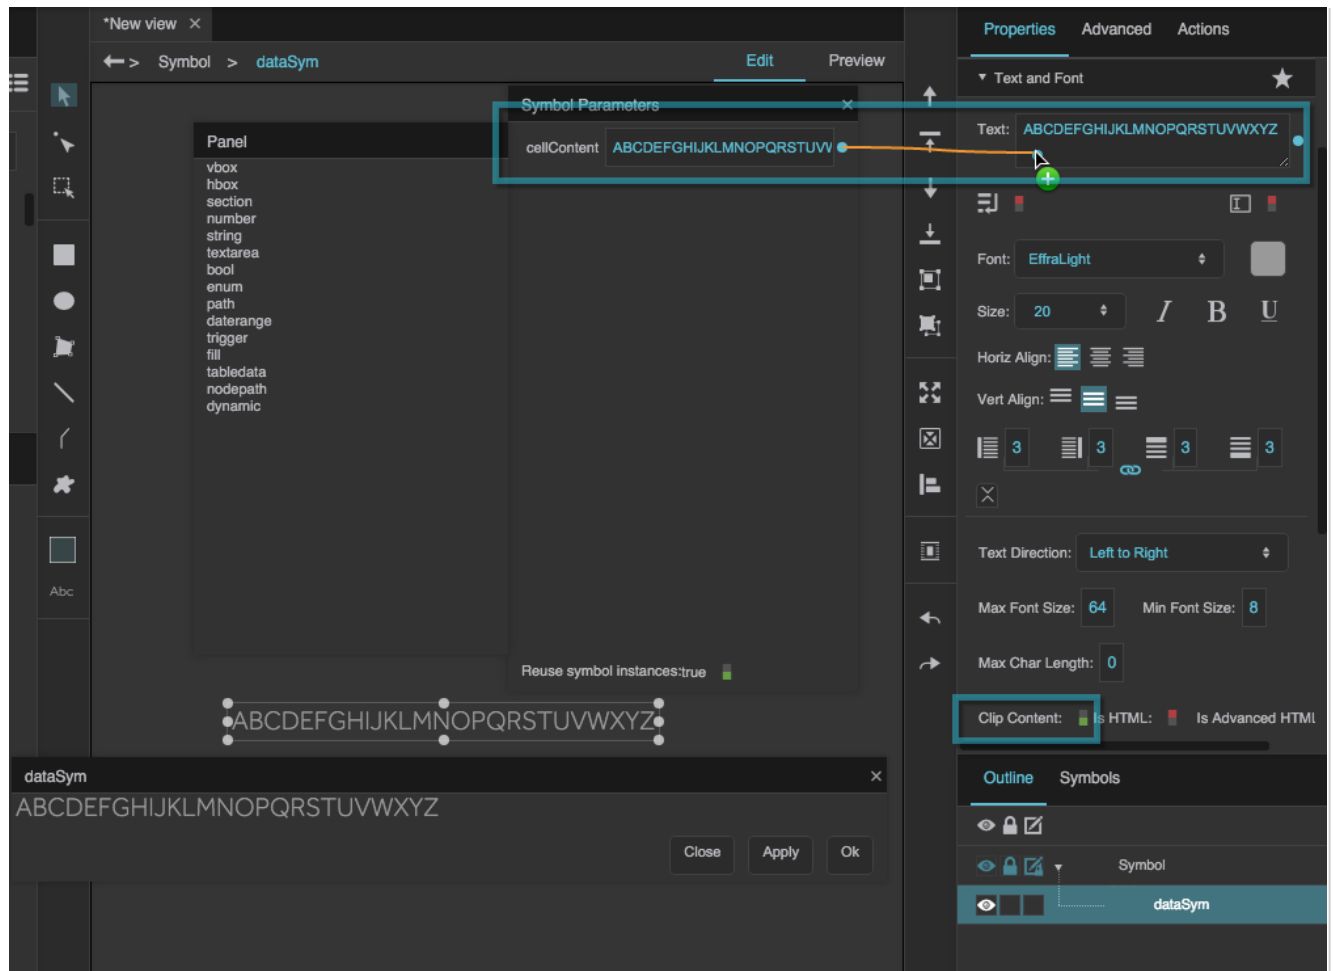 *New view ×
Symbol > dataSym
Edit
Preview
Panel
vbox
hbox
section
number
string
textarea
bool
enum
path
daterange
trigger
fill
tabledata
nodepath
dynamic
Symbol Parameters ×
cellContent ABCDEFGHIJKLMNOPQRSTUV
Reuse symbol instances:true
ABCDEFGHIJKLMNOPQRSTUVWXYZ
Abc
dataSym ×
ABCDEFGHIJKLMNOPQRSTUVWXYZ
Close Apply Ok
Properties Advanced Actions
Text and Font
Text: ABCDEFGHIJKLMNOPQRSTUVWXYZ
Font: EffraLight
Size: 20 I B U
Horiz Align:
Vert Align:
3 3 3 3
Text Direction: Left to Right
Max Font Size: 64 Min Font Size: 8
Max Char Length: 0
Clip Content: Is HTML: Is Advanced HTML
Outline Symbols
Symbol
dataSym